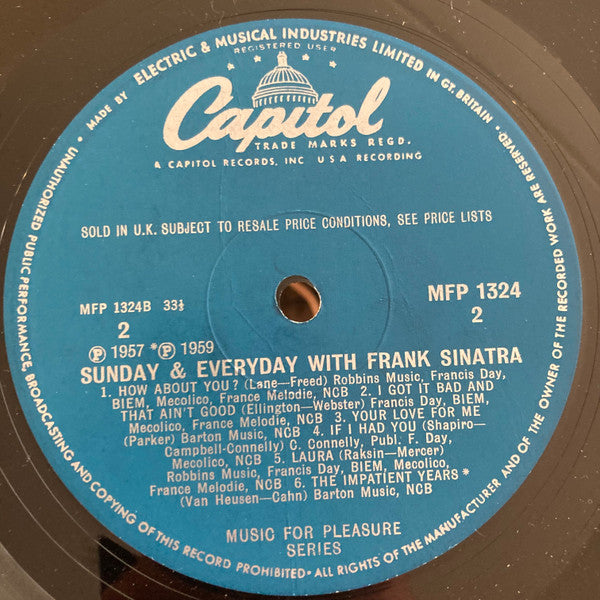 MADE BY ELECTRIC & MUSICAL INDUSTRIES LIMITED IN GT. BRITAIN • ALL RIGHTS OF THE MANUFACTURER AND OF THE OWNER OF THE RECORDED WORK ARE RESERVED.
UNAUTHORIZED PUBLIC PERFORMANCE, BROADCASTING AND COPYING OF THIS RECORD PROHIBITED •
REGISTERED USER
Capitol
TRADE MARKS REGD.
& CAPITOL RECORDS, INC U S A RECORDING
SOLD IN U.K. SUBJECT TO RESALE PRICE CONDITIONS, SEE PRICE LISTS
MFP 1324B 33⅓
2
Ⓟ 1957 *Ⓟ 1959
MFP 1324
2
SUNDAY & EVERYDAY WITH FRANK SINATRA
1. HOW ABOUT YOU? (Lane—Freed) Robbins Music, Francis Day,
BIEM, Mecolico, France Melodie, NCB 2. I GOT IT BAD AND
THAT AIN'T GOOD (Ellington—Webster) Francis Day, BIEM,
Mecolico, France Melodie, NCB 3. YOUR LOVE FOR ME
(Parker) Barton Music, NCB 4. IF I HAD YOU (Shapiro—
Campbell-Connelly) C. Connelly, Publ. F. Day,
Mecolico, NCB 5. LAURA (Raksin—Mercer)
Robbins Music, Francis Day, BIEM, Mecolico,
France Melodie, NCB 6. THE IMPATIENT YEARS *
(Van Heusen—Cahn) Barton Music, NCB
MUSIC FOR PLEASURE
SERIES